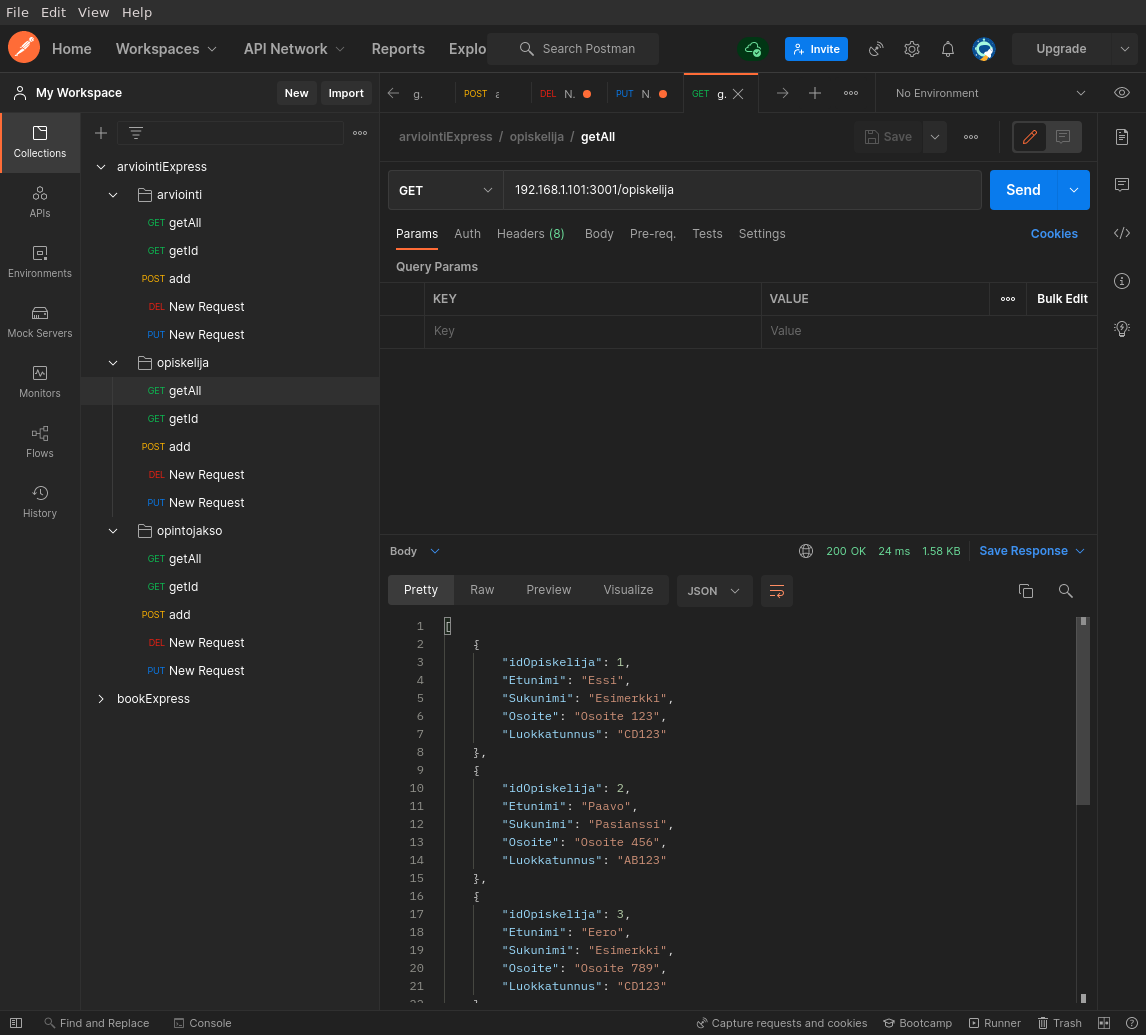 File Edit View Help
Home Workspaces API Network Reports Explo Search Postman Invite Upgrade
My Workspace New Import g. POST DEL N. PUT N. GET g. No Environment
Collections
APIs
Environments
Mock Servers
Monitors
Flows
History
arviointiExpress
arviointi
GET getAll
GET getId
POST add
DEL New Request
PUT New Request
opiskelija
GET getAll
GET getId
POST add
DEL New Request
PUT New Request
opintojakso
GET getAll
GET getId
POST add
DEL New Request
PUT New Request
bookExpress
arviointiExpress / opiskelija / getAll Save
GET 192.168.1.101:3001/opiskelija Send
Params Auth Headers (8) Body Pre-req. Tests Settings Cookies
Query Params
KEY VALUE Bulk Edit
Key Value
Body 200 OK 24 ms 1.58 KB Save Response
Pretty Raw Preview Visualize JSON
1 [
2 {
3 "idOpiskelija": 1,
4 "Etunimi": "Essi",
5 "Sukunimi": "Esimerkki",
6 "Osoite": "Osoite 123",
7 "Luokkatunnus": "CD123"
8 },
9 {
10 "idOpiskelija": 2,
11 "Etunimi": "Paavo",
12 "Sukunimi": "Pasianssi",
13 "Osoite": "Osoite 456",
14 "Luokkatunnus": "AB123"
15 },
16 {
17 "idOpiskelija": 3,
18 "Etunimi": "Eero",
19 "Sukunimi": "Esimerkki",
20 "Osoite": "Osoite 789",
21 "Luokkatunnus": "CD123"
Find and Replace Console Capture requests and cookies Bootcamp Runner Trash